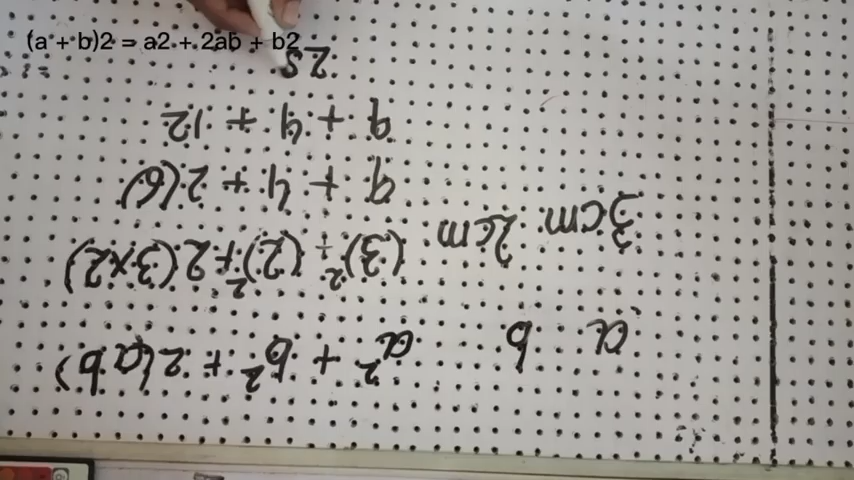 (a + b)2 = a2 + 2ab + b2
a b a² + b² + 2(ab)
3cm 2cm (3)² + (2)² + 2(3×2)
9 + 4 + 2(6)
9 + 4 + 12
25